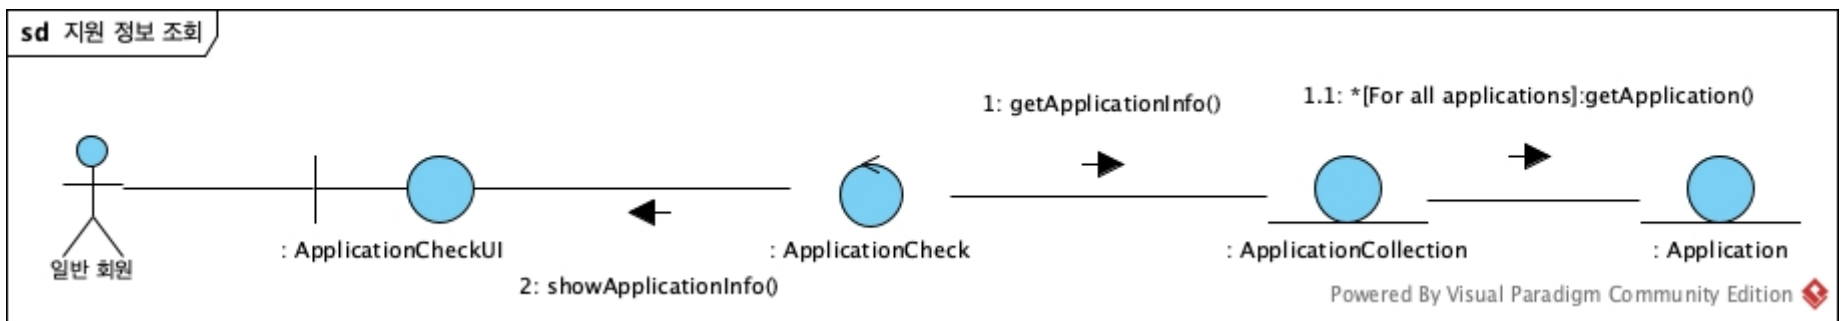 sd 지원 정보 조회
1: getApplicationInfo()
1.1: *[For all applications]:getApplication()
일반 회원
: ApplicationCheckUI
: ApplicationCheck
: ApplicationCollection
: Application
2: showApplicationInfo()
Powered By Visual Paradigm Community Edition